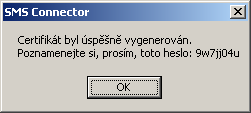 SMS Connector
Certifikát byl úspěšně vygenerován.
Poznamenejte si, prosím, toto heslo: 9w7jj04u
OK